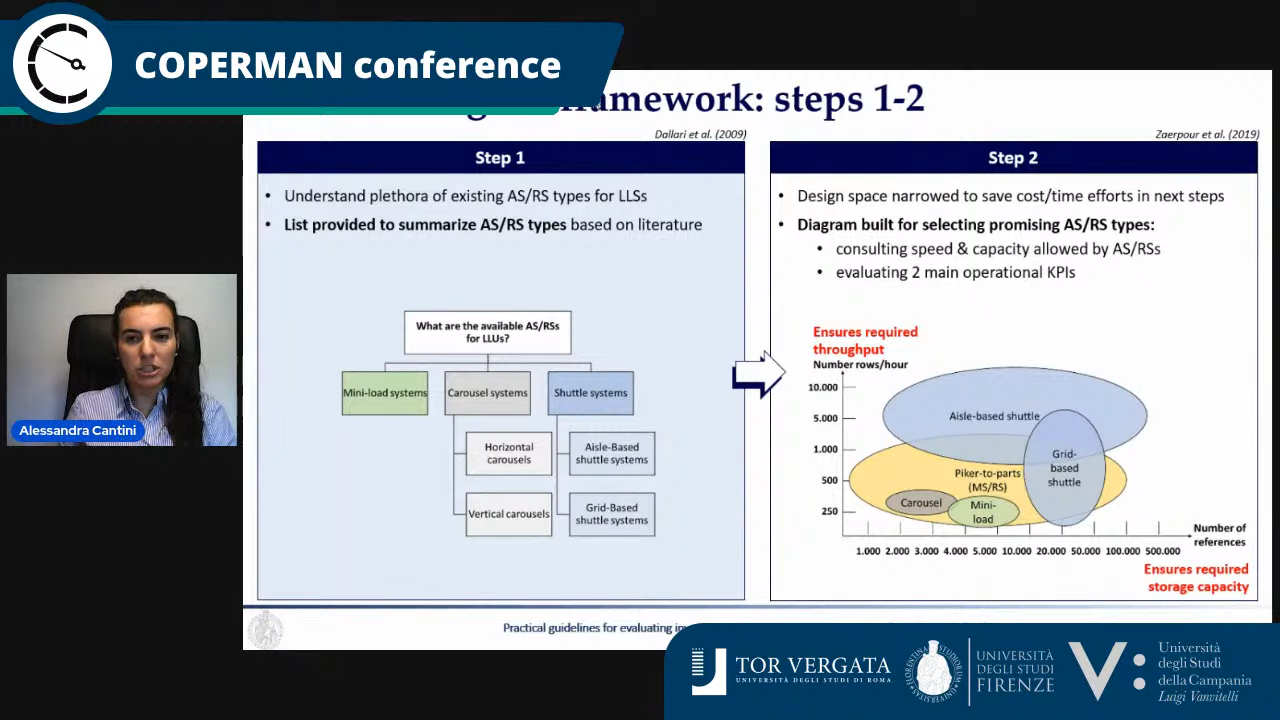 COPERMAN conference
framework: steps 1-2
Dallari et al. (2009)
Step 1
• Understand plethora of existing AS/RS types for LLSs
• List provided to summarize AS/RS types based on literature
What are the available AS/RSs
for LLUs?
Mini-load systems
Carousel systems
Shuttle systems
Horizontal
carousels
Aisle-Based
shuttle systems
Vertical carousels
Grid-Based
shuttle systems
Zaerpour et al. (2019)
Step 2
• Design space narrowed to save cost/time efforts in next steps
• Diagram built for selecting promising AS/RS types:
• consulting speed & capacity allowed by AS/RSs
• evaluating 2 main operational KPIs
Ensures required
throughput
Number rows/hour
10.000
5.000
1.000
500
250
Aisle-based shuttle
Grid-
based
shuttle
Piker-to-parts
(MS/RS)
Carousel
Mini-
load
Number of
references
1.000 2.000 3.000 4.000 5.000 10.000 20.000 50.000 100.000 500.000
Ensures required
storage capacity
Alessandra Cantini
Practical guidelines for evaluating
TOR VERGATA
UNIVERSITÀ DEGLI STUDI DI ROMA
UNIVERSITÀ
DEGLI STUDI
FIRENZE
Università
degli Studi
della Campania
Luigi Vanvitelli